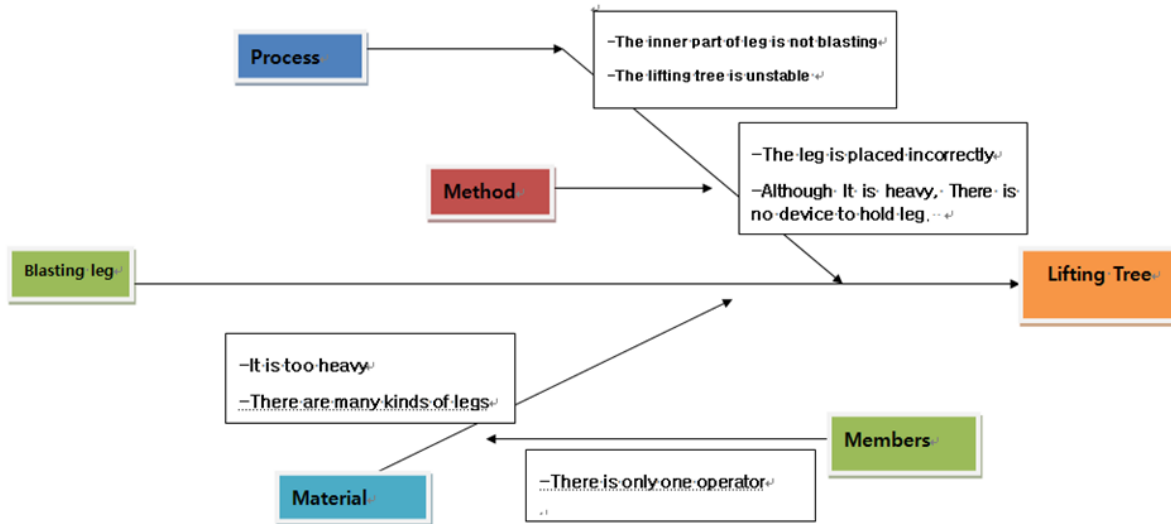 Process
-The inner part of leg is not blasting
-The lifting tree is unstable
Method
-The leg is placed incorrectly
-Although It is heavy, There is
no device to hold leg.
Blasting leg
Lifting Tree
-It is too heavy
-There are many kinds of legs
Members
Material
-There is only one operator